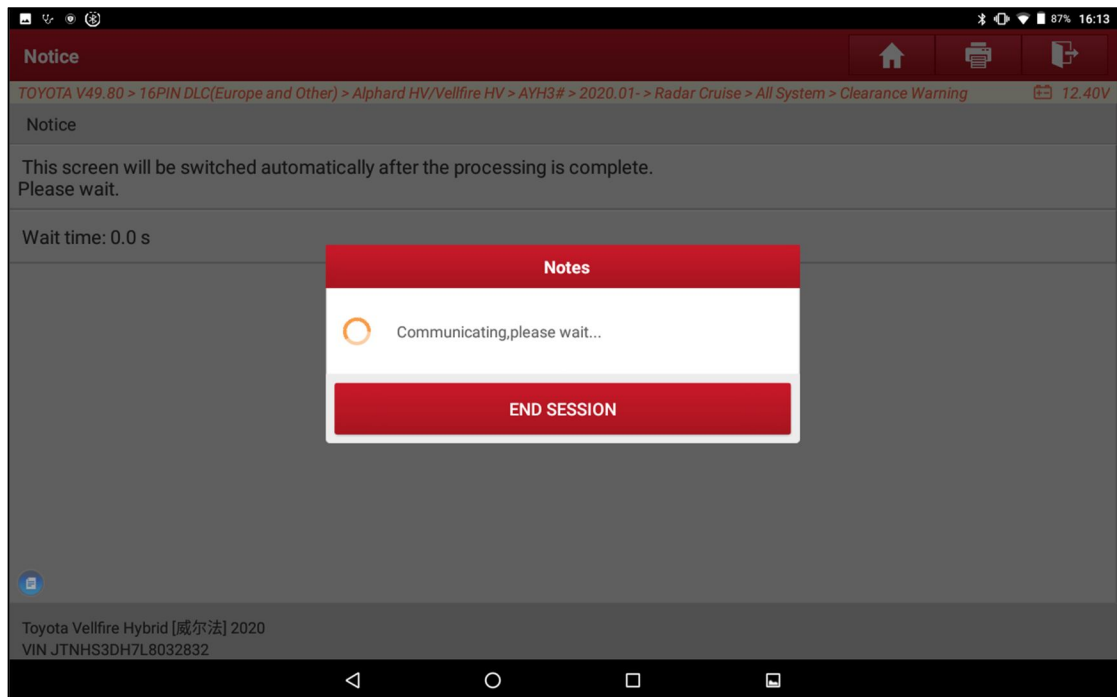 87% 16:13
Notice
TOYOTA V49.80 > 16PIN DLC(Europe and Other) > Alphard HV/Vellfire HV > AYH3# > 2020.01- > Radar Cruise > All System > Clearance Warning 12.40V
Notice
This screen will be switched automatically after the processing is complete.
Please wait.
Wait time: 0.0 s
Notes
Communicating,please wait...
END SESSION
Toyota Vellfire Hybrid [威尔法] 2020
VIN JTNHS3DH7L8032832